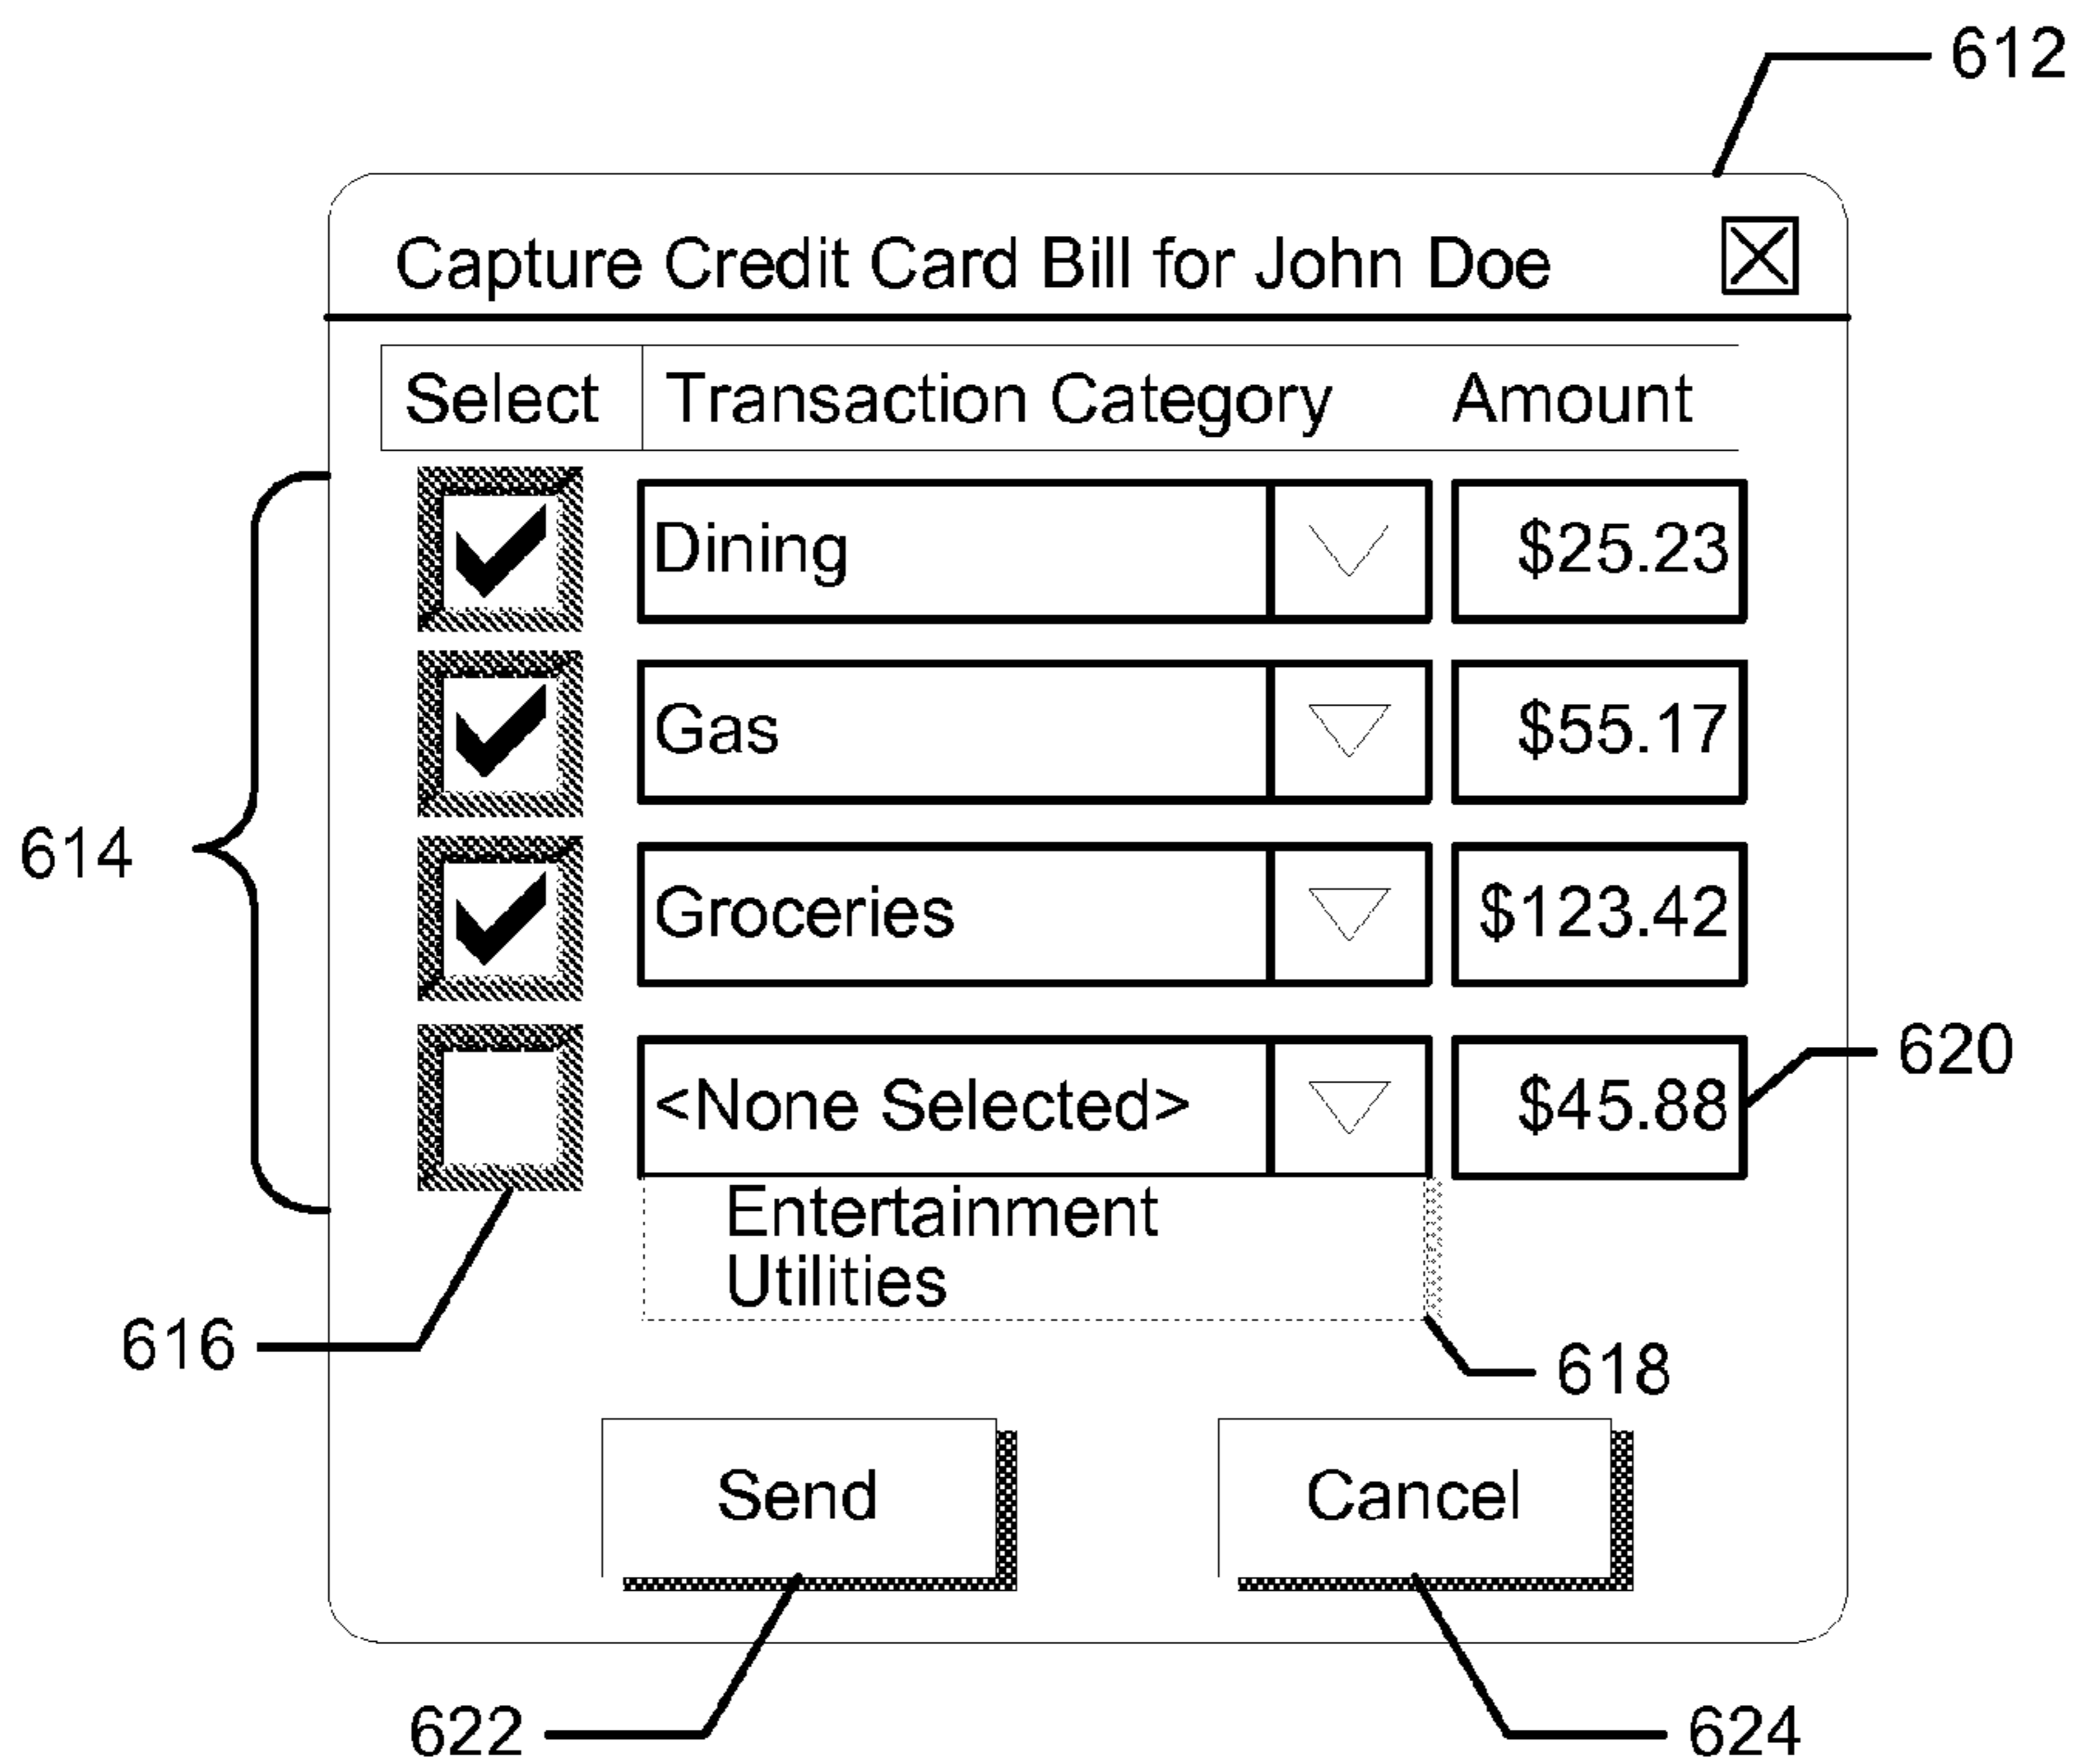 612
Capture Credit Card Bill for John Doe
Select Transaction Category Amount
Dining $25.23
Gas $55.17
614
Groceries $123.42
<None Selected> $45.88
620
Entertainment
Utilities
616
618
Send Cancel
622
624